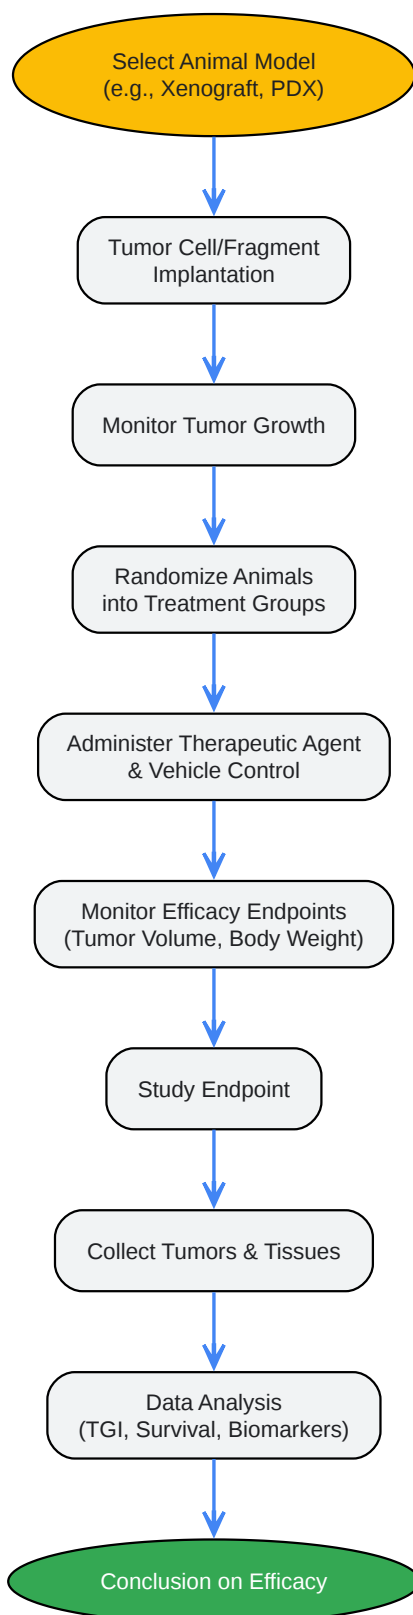 Select Animal Model
(e.g., Xenograft, PDX)
Tumor Cell/Fragment
Implantation
Monitor Tumor Growth
Randomize Animals
into Treatment Groups
Administer Therapeutic Agent
& Vehicle Control
Monitor Efficacy Endpoints
(Tumor Volume, Body Weight)
Study Endpoint
Collect Tumors & Tissues
Data Analysis
(TGI, Survival, Biomarkers)
Conclusion on Efficacy